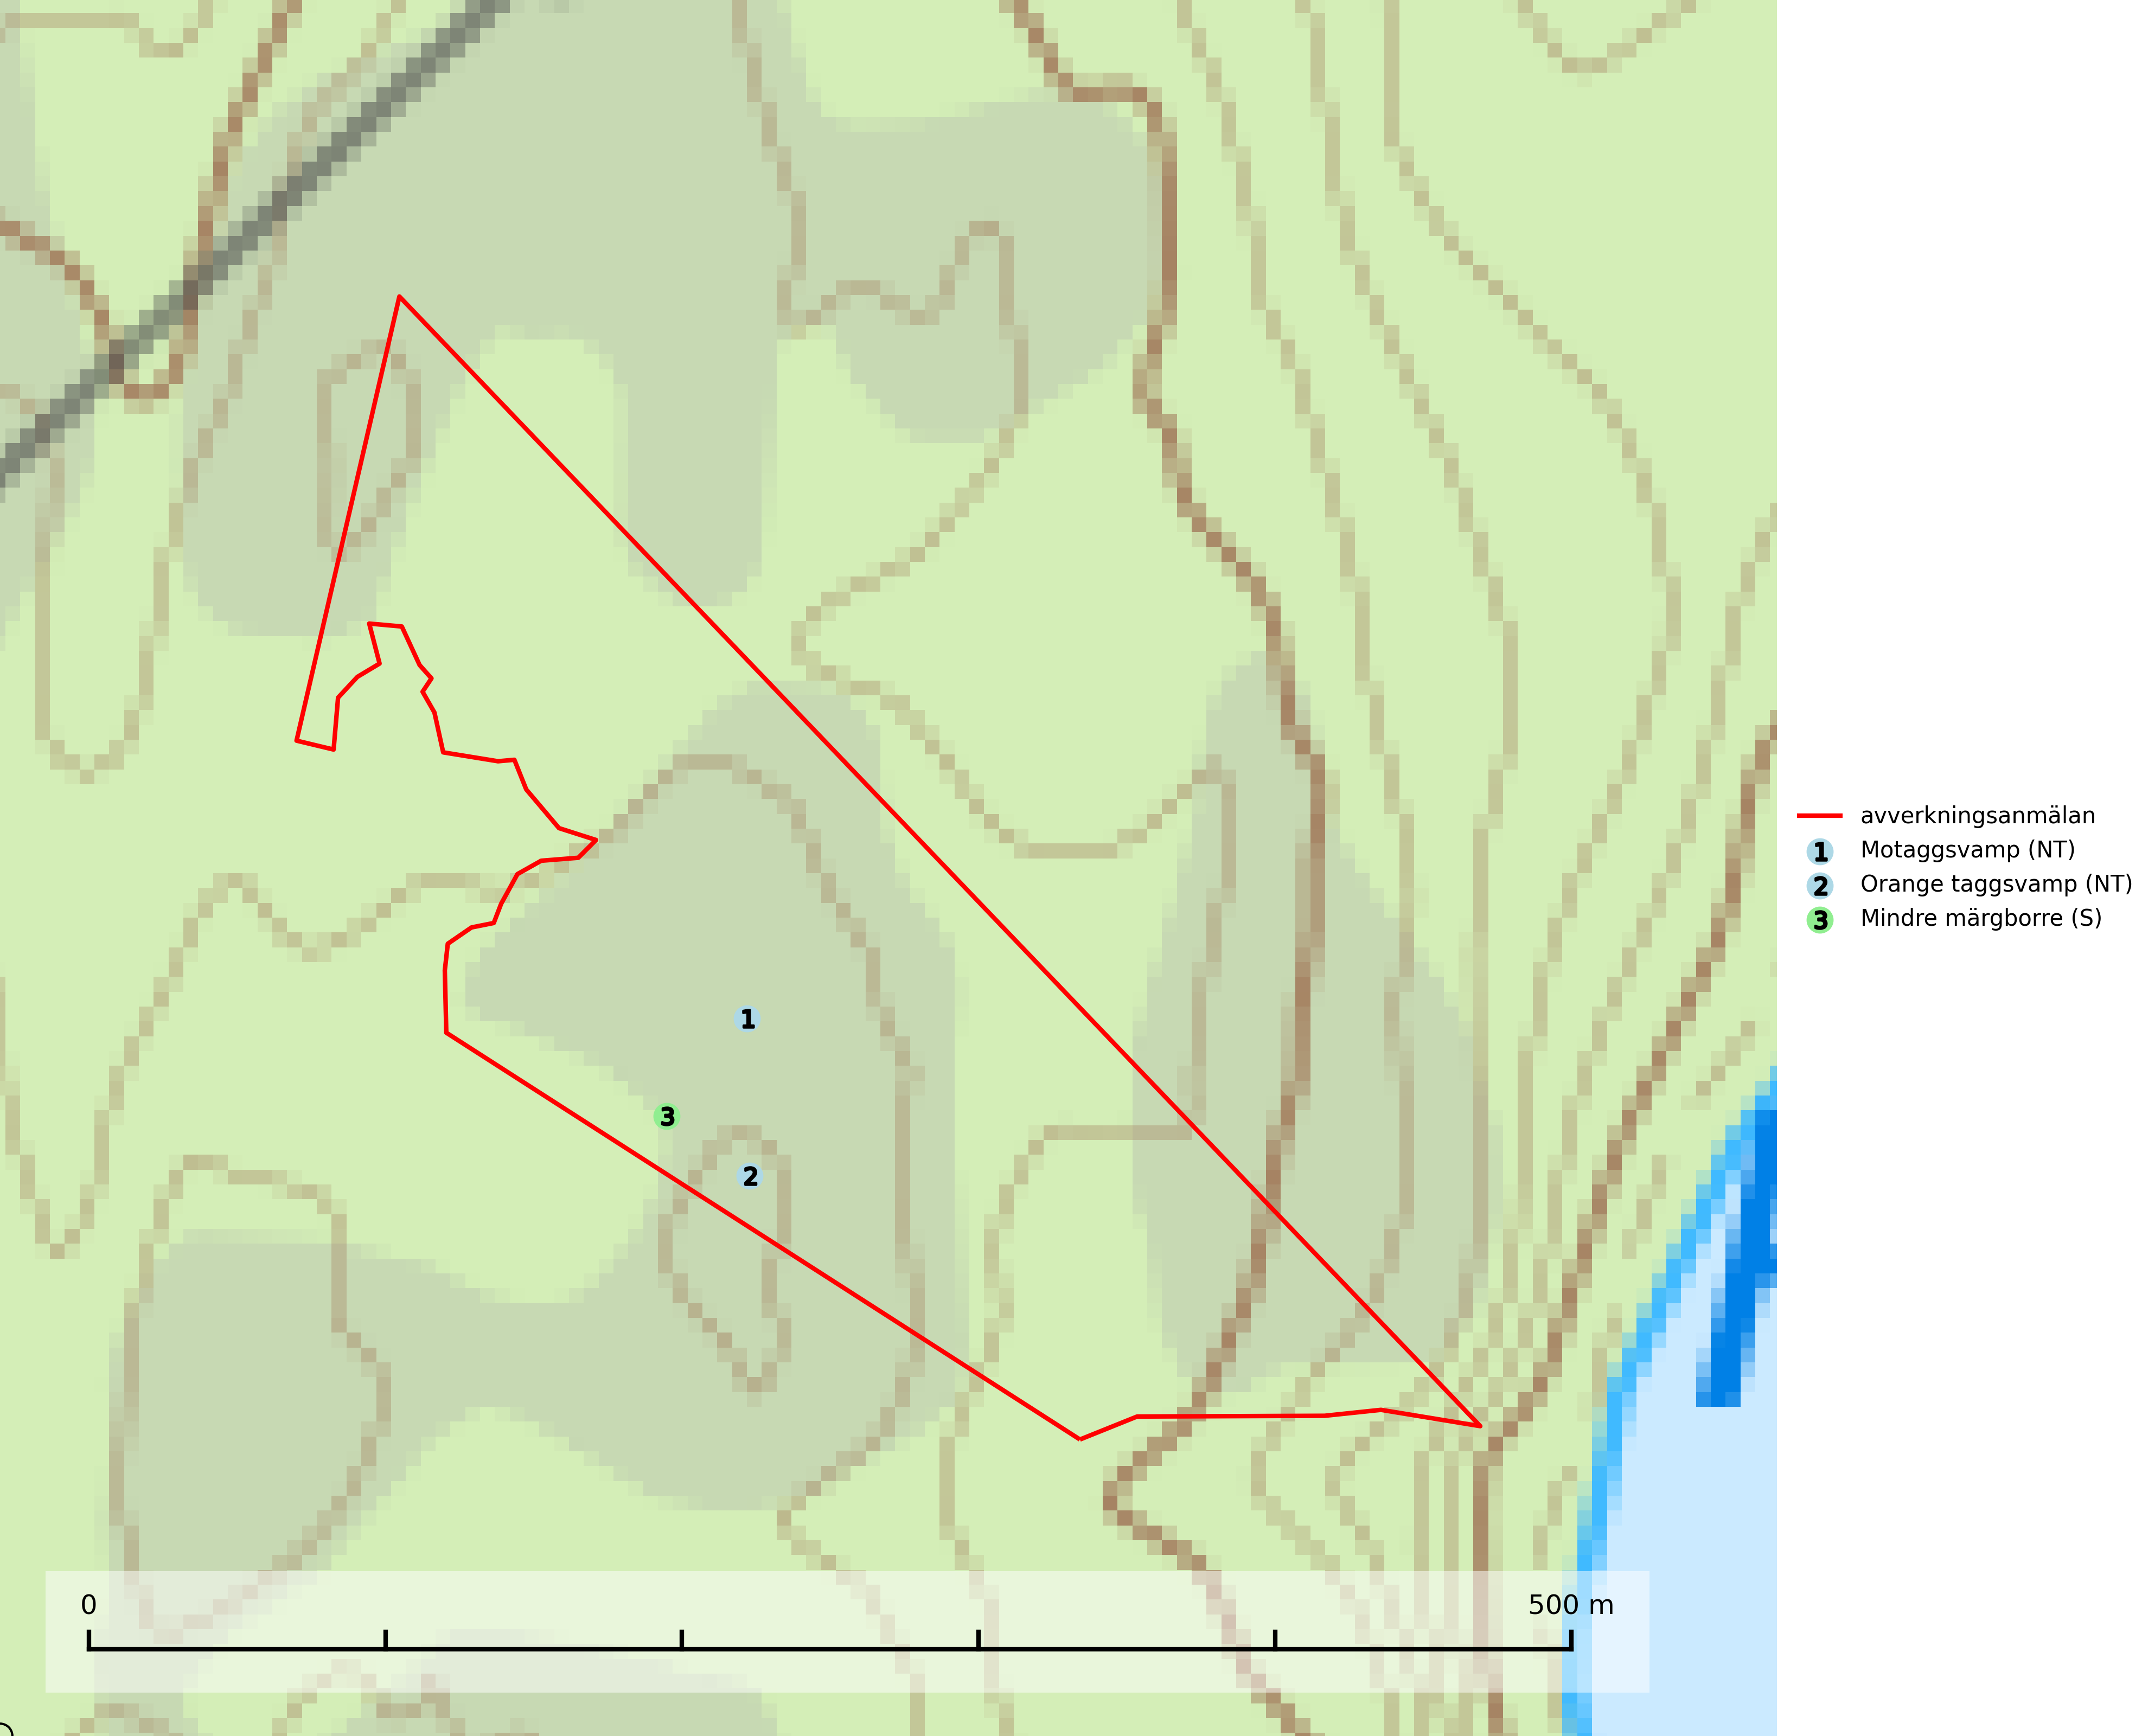 avverkningsanmälan
1 Motaggsvamp (NT)
2 Orange taggsvamp (NT)
3 Mindre märgborre (S)
1
3
2
0 500 m